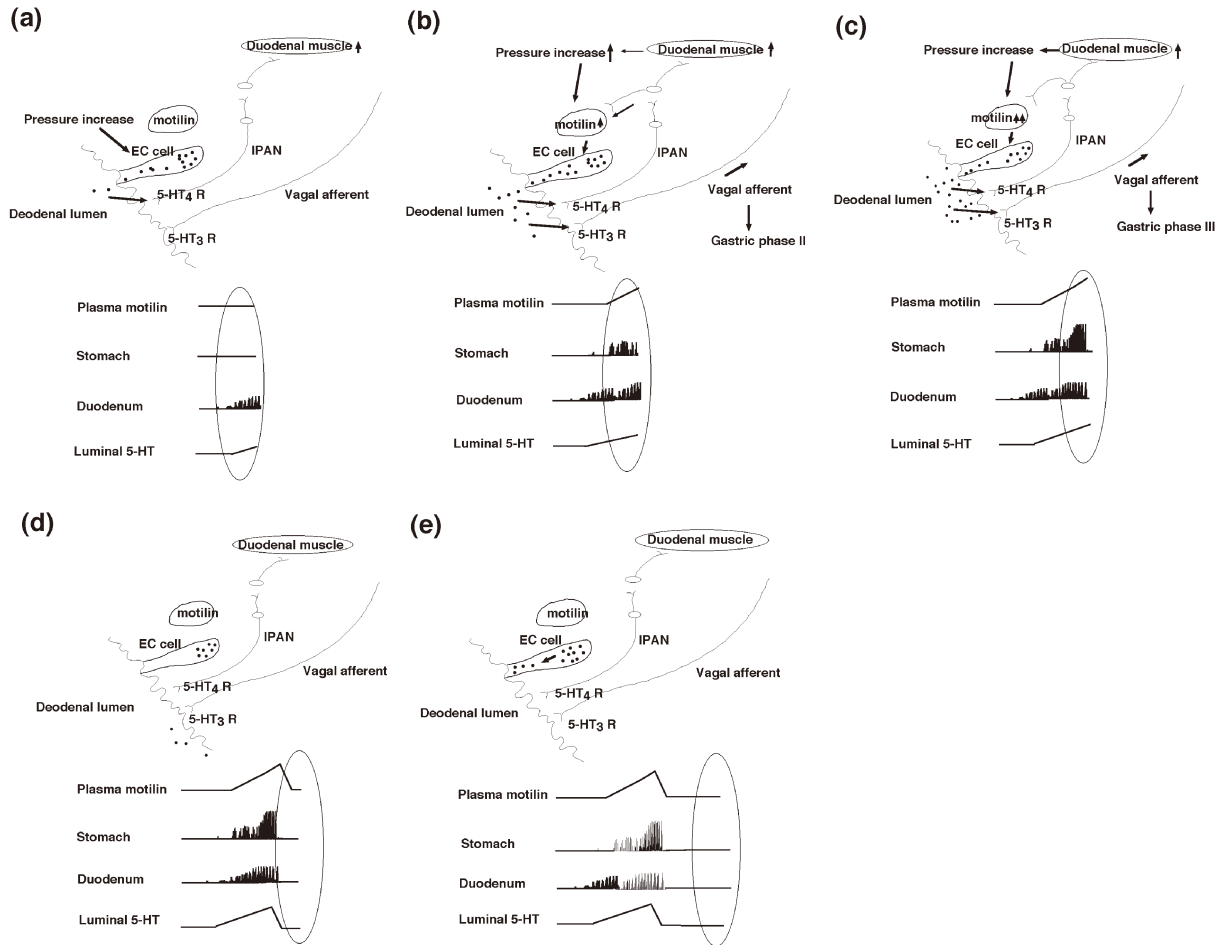 (a)
Duodenal muscle
Pressure increase
motilin
EC cell
IPAN
5-HT4 R
Vagal afferent
Deodenal lumen
5-HT3 R
Plasma motilin
Stomach
Duodenum
Luminal 5-HT
(b)
Pressure increase
Duodenal muscle
motilin
EC cell
IPAN
Vagal afferent
5-HT4 R
Deodenal lumen
5-HT3 R
Gastric phase II
Plasma motilin
Stomach
Duodenum
Luminal 5-HT
(c)
Pressure increase
Duodenal muscle
motilin
EC cell
IPAN
Vagal afferent
5-HT4 R
Deodenal lumen
5-HT3 R
Gastric phase III
Plasma motilin
Stomach
Duodenum
Luminal 5-HT
(d)
Duodenal muscle
motilin
EC cell
IPAN
Vagal afferent
5-HT4 R
Deodenal lumen
5-HT3 R
Plasma motilin
Stomach
Duodenum
Luminal 5-HT
(e)
Duodenal muscle
motilin
EC cell
IPAN
Vagal afferent
5-HT4 R
Deodenal lumen
5-HT3 R
Plasma motilin
Stomach
Duodenum
Luminal 5-HT